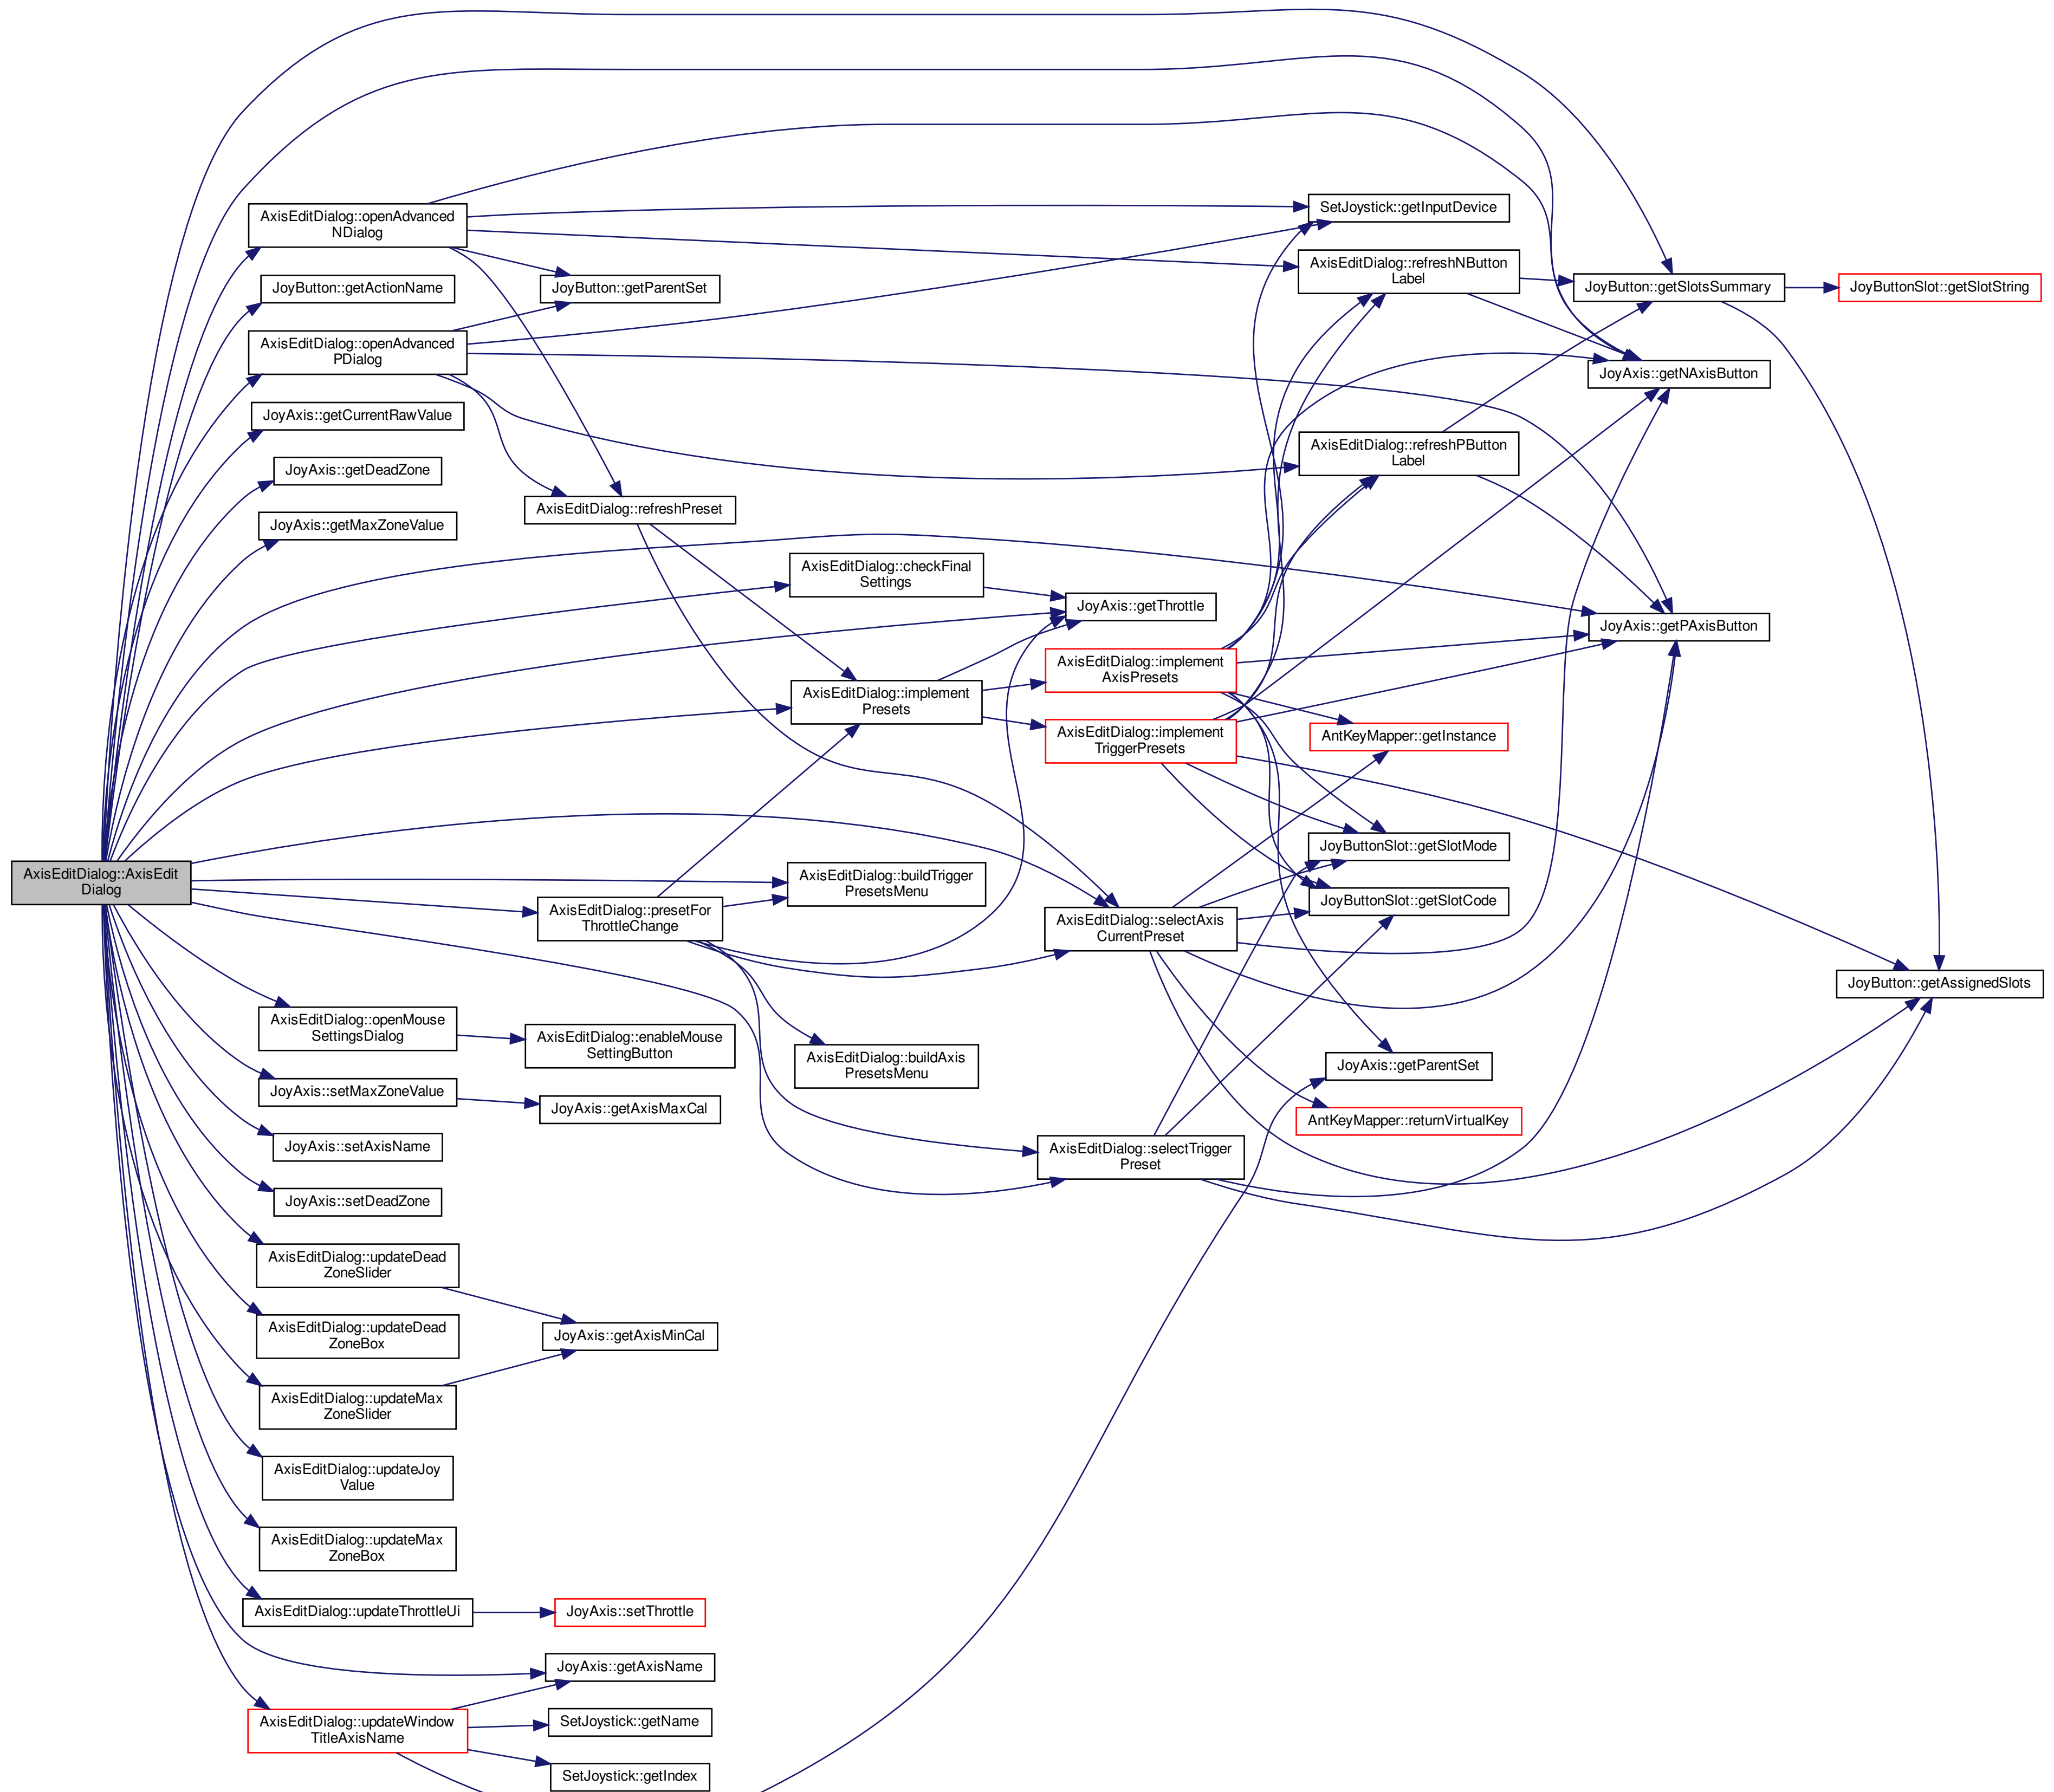 AxisEditDialog::AxisEdit
Dialog
AxisEditDialog::openAdvanced
NDialog
JoyButton::getActionName
AxisEditDialog::openAdvanced
PDialog
JoyAxis::getCurrentRawValue
JoyAxis::getDeadZone
JoyAxis::getMaxZoneValue
AxisEditDialog::openMouse
SettingsDialog
JoyAxis::setMaxZoneValue
JoyAxis::setAxisName
JoyAxis::setDeadZone
AxisEditDialog::updateDead
ZoneSlider
AxisEditDialog::updateDead
ZoneBox
AxisEditDialog::updateMax
ZoneSlider
AxisEditDialog::updateJoy
Value
AxisEditDialog::updateMax
ZoneBox
AxisEditDialog::updateThrottleUi
AxisEditDialog::updateWindow
TitleAxisName
JoyButton::getParentSet
AxisEditDialog::refreshPreset
AxisEditDialog::presetFor
ThrottleChange
AxisEditDialog::enableMouse
SettingButton
JoyAxis::getAxisMaxCal
JoyAxis::getAxisMinCal
JoyAxis::setThrottle
JoyAxis::getAxisName
SetJoystick::getName
SetJoystick::getIndex
AxisEditDialog::checkFinal
Settings
AxisEditDialog::implement
Presets
AxisEditDialog::buildTrigger
PresetsMenu
AxisEditDialog::buildAxis
PresetsMenu
JoyAxis::getThrottle
AxisEditDialog::implement
AxisPresets
AxisEditDialog::implement
TriggerPresets
AxisEditDialog::selectAxis
CurrentPreset
AxisEditDialog::selectTrigger
Preset
SetJoystick::getInputDevice
AxisEditDialog::refreshNButton
Label
AxisEditDialog::refreshPButton
Label
AntKeyMapper::getInstance
JoyButtonSlot::getSlotMode
JoyButtonSlot::getSlotCode
JoyAxis::getParentSet
AntKeyMapper::returnVirtualKey
JoyButton::getSlotsSummary
JoyAxis::getNAxisButton
JoyAxis::getPAxisButton
JoyButtonSlot::getSlotString
JoyButton::getAssignedSlots